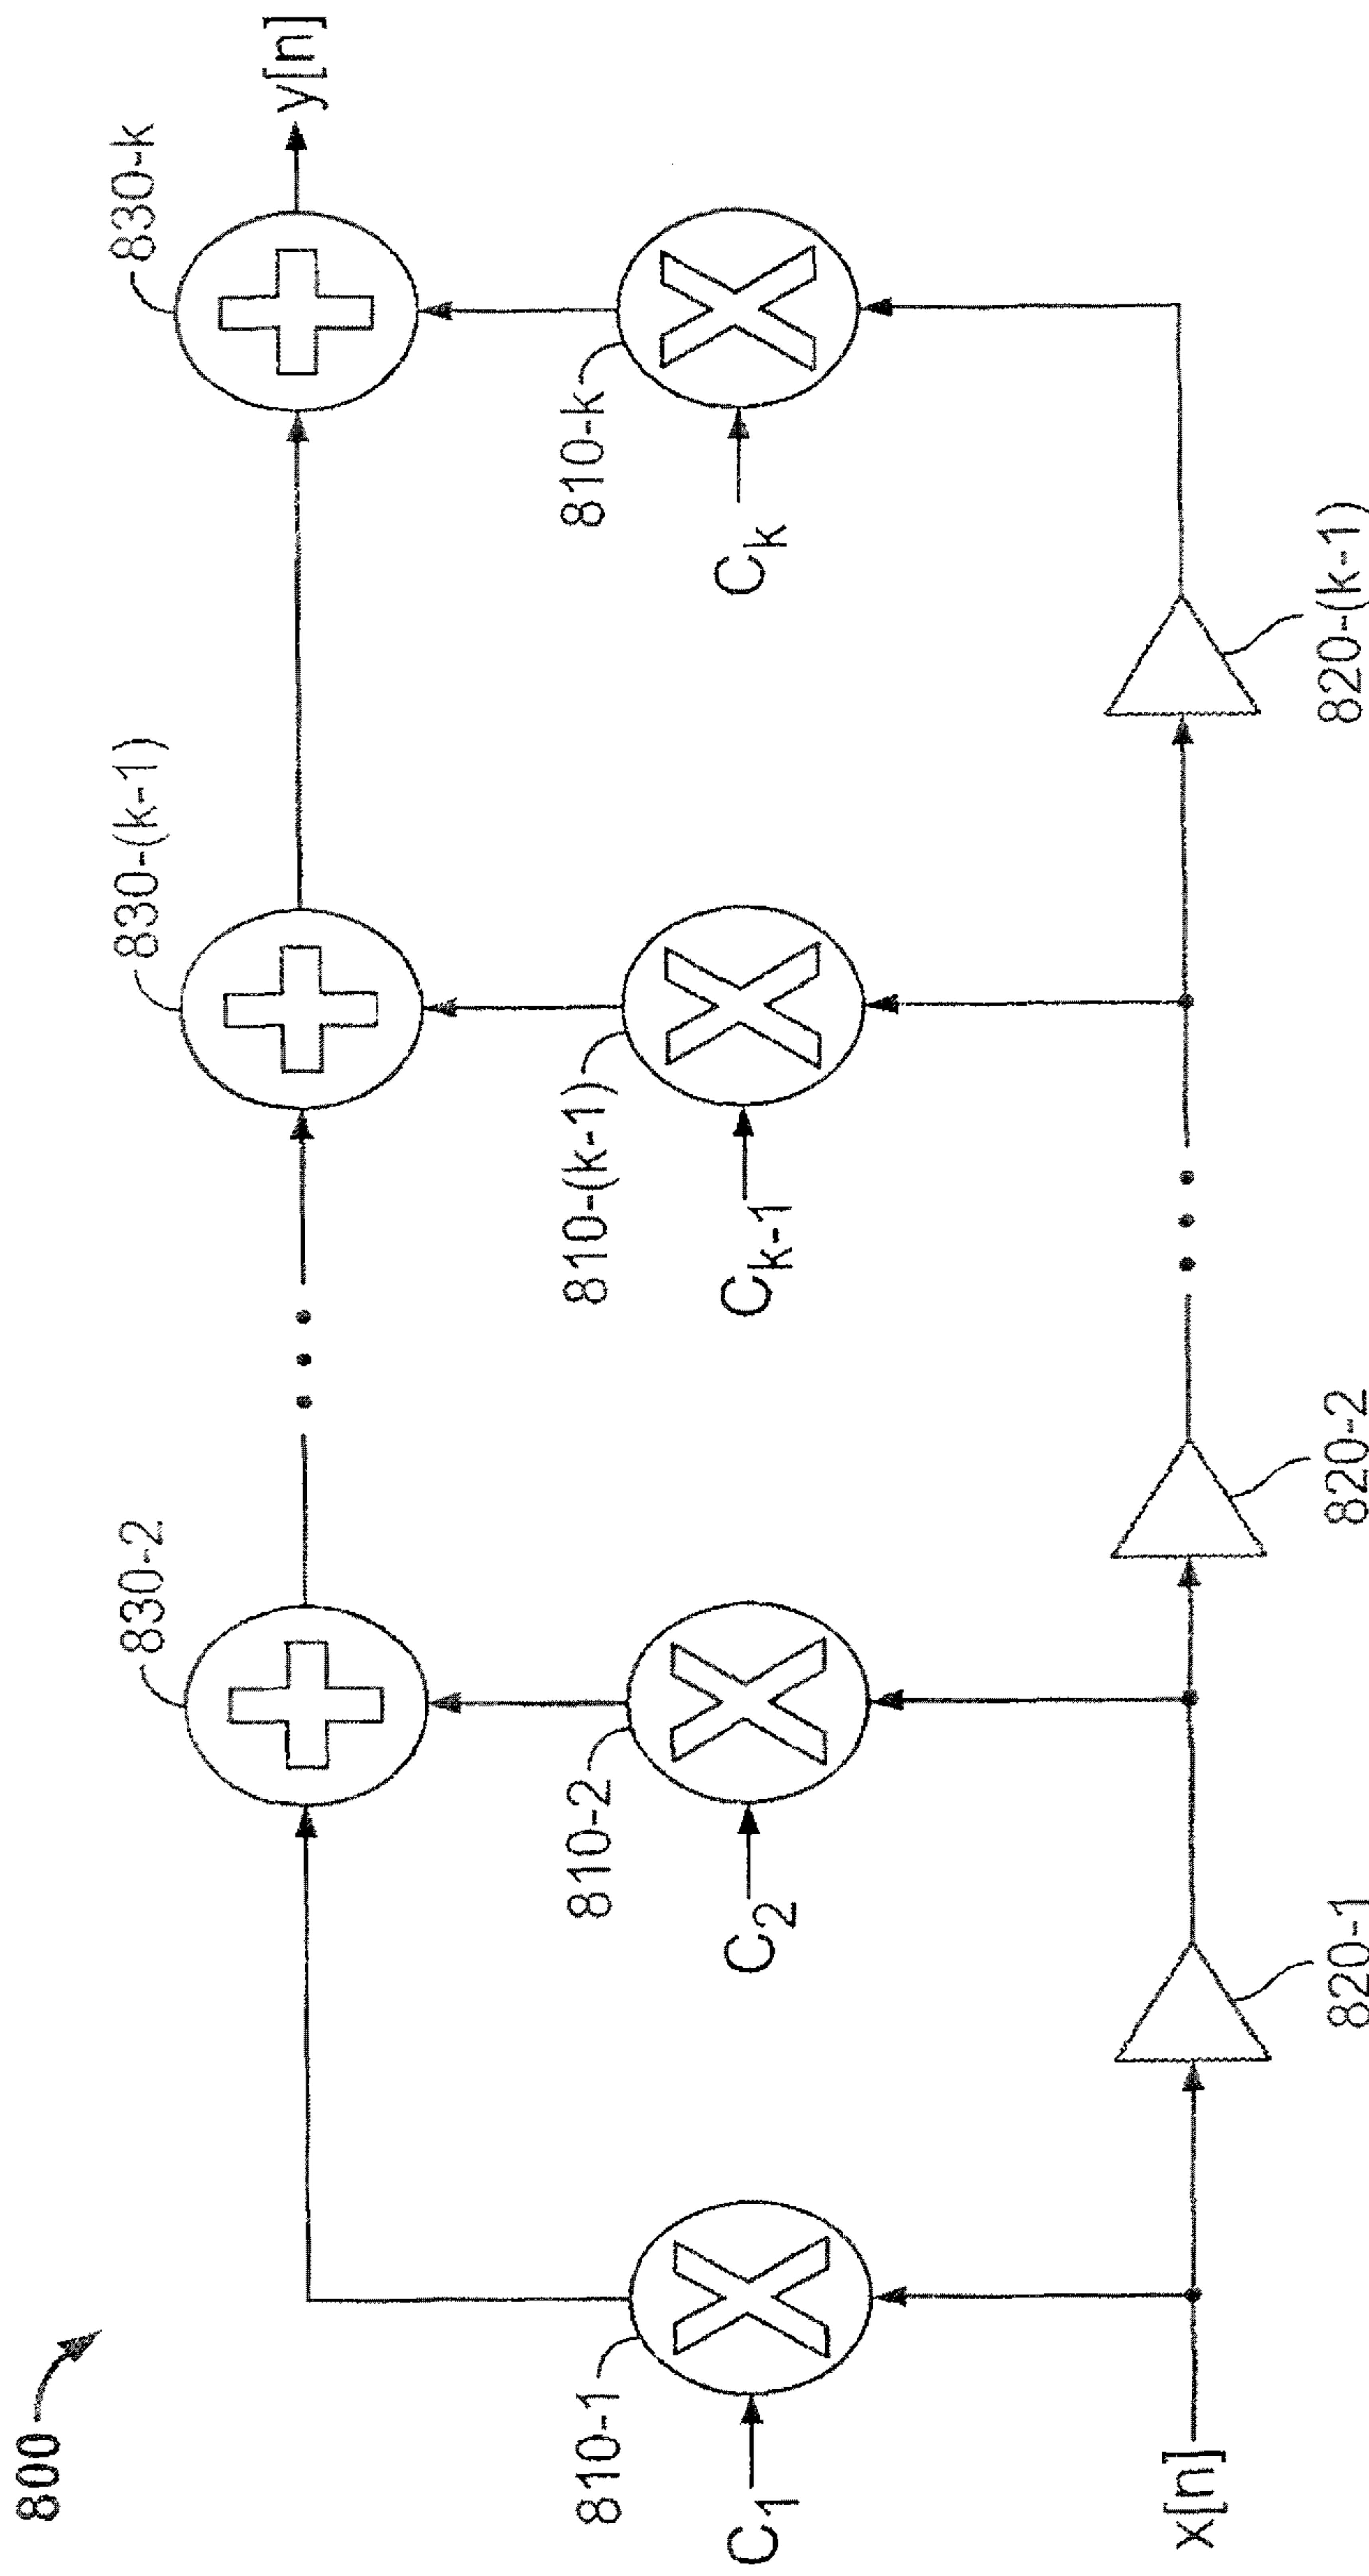 800
830-2
830-(k-1)
830-k
y[n]
810-1
810-2
810-(k-1)
810-k
C1
C2
Ck-1
Ck
x[n]
820-1
820-2
820-(k-1)